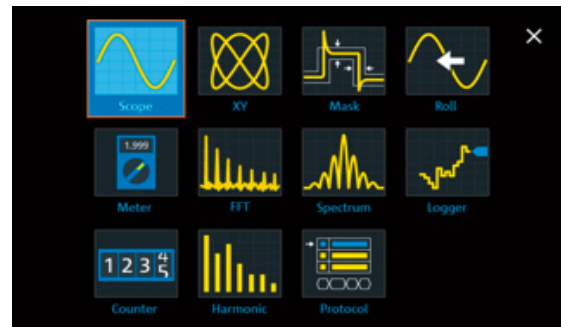 Scope XY Mask Roll
1.999
Meter FFT Spectrum Logger
1 2 3 4
5
Counter Harmonic Protocol